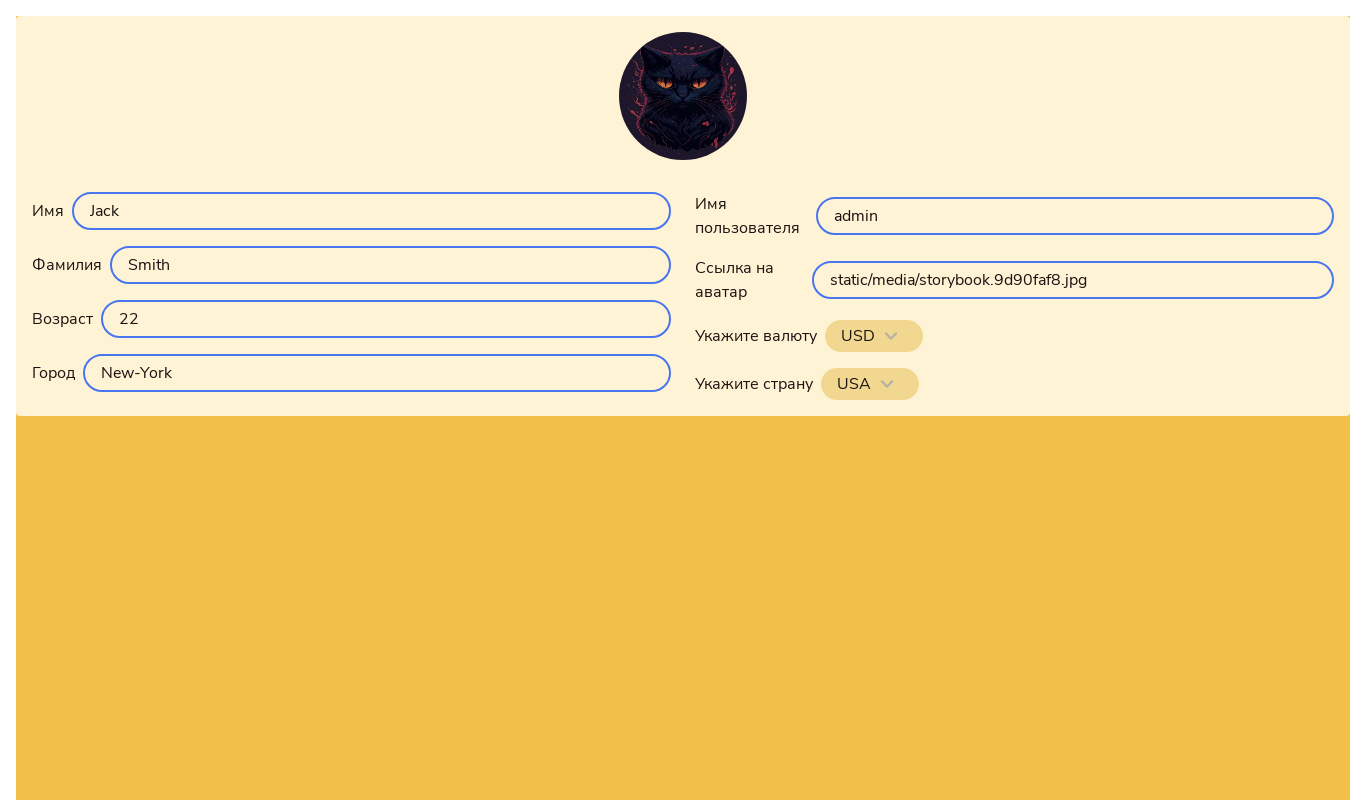 Имя
Jack
Фамилия
Smith
Возраст
22
Город
New-York
Имя
пользователя
admin
Ссылка на
аватар
static/media/storybook.9d90faf8.jpg
Укажите валюту
USD
Укажите страну
USA